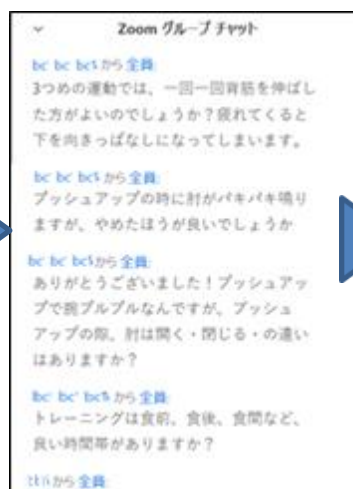 Zoom グループ チャット
から 全員:
3つめの運動では、一回一回背筋を伸ばし
た方がよいのでしょうか?疲れてくると
下を向きっぱなしになってしまいます。
から 全員:
プッシュアップの時に肘がパキパキ鳴り
ますが、やめたほうが良いでしょうか
から 全員:
ありがとうございました!プッシュアッ
プで腕プルプルなんですが、プッシュ
アップの際、肘は開く・閉じる・の違い
はありますか?
から 全員:
トレーニングは食前、食後、食間など、
良い時間帯がありますか?
から 全員: